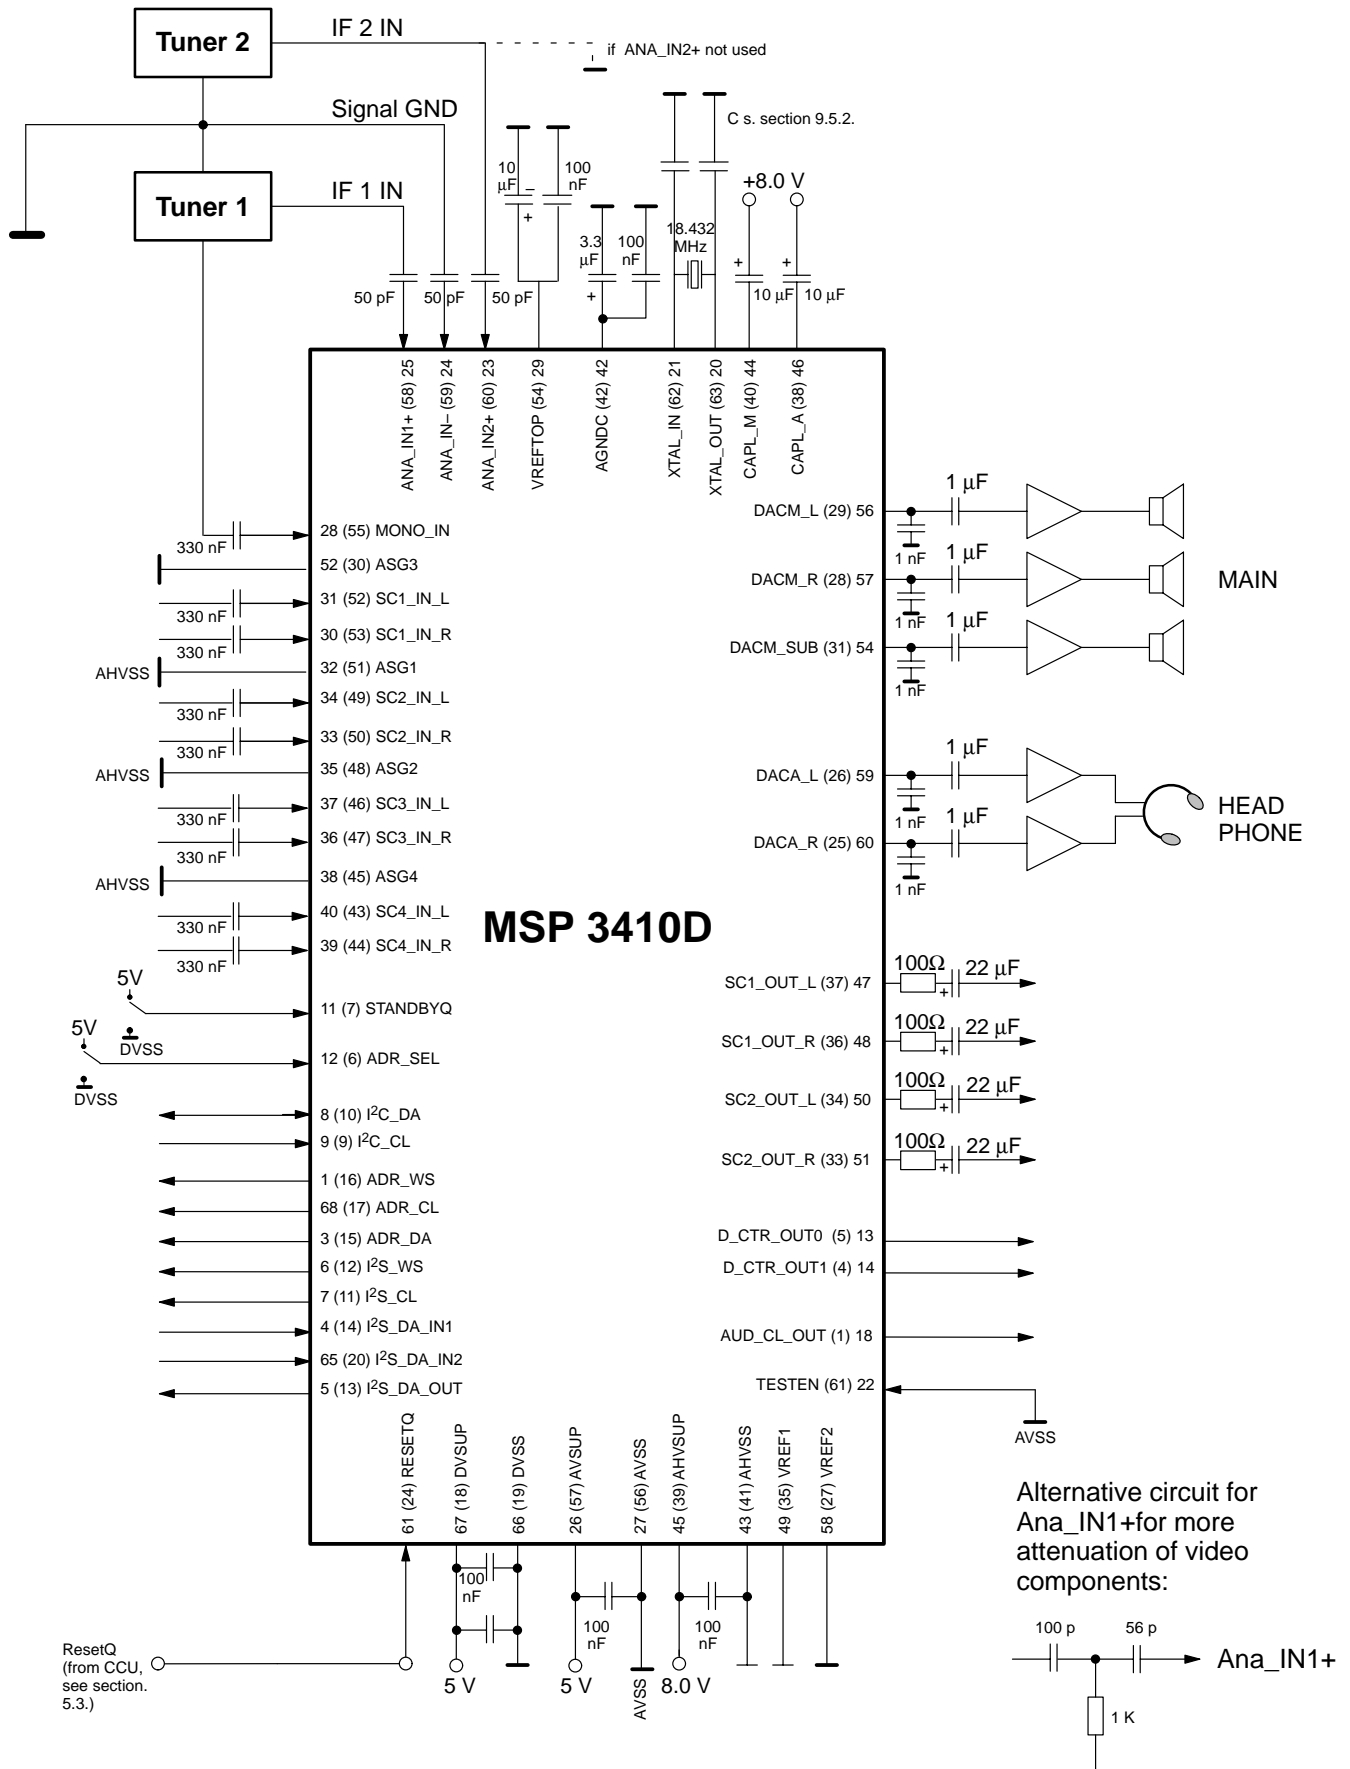 Tuner 2
IF 2 IN
if ANA_IN2+ not used
Signal GND
C s. section 9.5.2.
Tuner 1
IF 1 IN
10
µF
–
+
100
nF
+8.0 V
3.3
µF
+
100
nF
18.432
MHz
+
+
50 pF
50 pF
50 pF
10 µF
10 µF
ANA_IN1+ (58) 25
ANA_IN– (59) 24
ANA_IN2+ (60) 23
VREFTOP (54) 29
AGNDC (42) 42
XTAL_IN (62) 21
XTAL_OUT (63) 20
CAPL_M (40) 44
CAPL_A (38) 46
330 nF
28 (55) MONO_IN
52 (30) ASG3
330 nF
31 (52) SC1_IN_L
330 nF
30 (53) SC1_IN_R
AHVSS
32 (51) ASG1
330 nF
34 (49) SC2_IN_L
330 nF
33 (50) SC2_IN_R
AHVSS
35 (48) ASG2
330 nF
37 (46) SC3_IN_L
330 nF
36 (47) SC3_IN_R
AHVSS
38 (45) ASG4
330 nF
40 (43) SC4_IN_L
330 nF
39 (44) SC4_IN_R
5V
DVSS
11 (7) STANDBYQ
5V
DVSS
12 (6) ADR_SEL
8 (10) I²C_DA
9 (9) I²C_CL
1 (16) ADR_WS
68 (17) ADR_CL
3 (15) ADR_DA
6 (12) I²S_WS
7 (11) I²S_CL
4 (14) I²S_DA_IN1
65 (20) I²S_DA_IN2
5 (13) I²S_DA_OUT
MSP 3410D
DACM_L (29) 56
1 µF
1 nF
DACM_R (28) 57
1 µF
1 nF
MAIN
DACM_SUB (31) 54
1 µF
1 nF
DACA_L (26) 59
1 µF
1 nF
DACA_R (25) 60
1 µF
1 nF
HEAD
PHONE
SC1_OUT_L (37) 47
100Ω
+
22 µF
SC1_OUT_R (36) 48
100Ω
+
22 µF
SC2_OUT_L (34) 50
100Ω
+
22 µF
SC2_OUT_R (33) 51
100Ω
+
22 µF
D_CTR_OUT0 (5) 13
D_CTR_OUT1 (4) 14
AUD_CL_OUT (1) 18
TESTEN (61) 22
AVSS
61 (24) RESETQ
67 (18) DVSUP
66 (19) DVSS
26 (57) AVSUP
27 (56) AVSS
45 (39) AHVSUP
43 (41) AHVSS
49 (35) VREF1
58 (27) VREF2
100
nF
100
nF
100
nF
ResetQ
(from CCU,
see section.
5.3.)
5 V
5 V
AVSS
8.0 V
Alternative circuit for
Ana_IN1+for more
attenuation of video
components:
100 p
56 p
Ana_IN1+
1 K